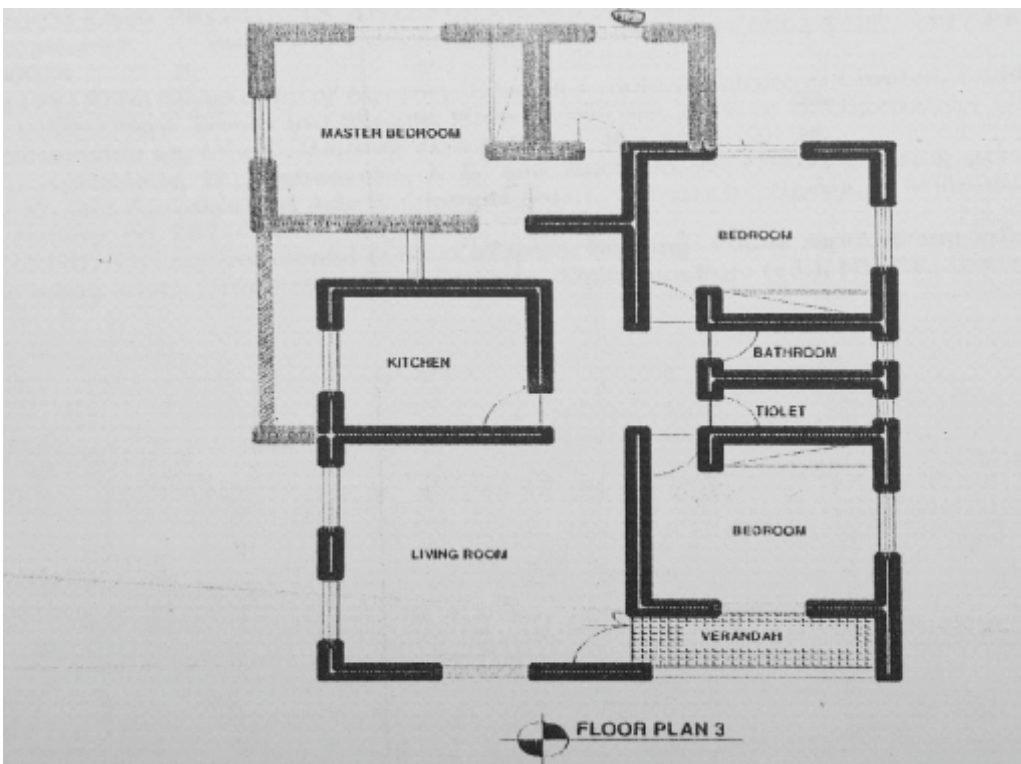 MASTER BEDROOM
BEDROOM
KITCHEN
BATHROOM
TIOLET
BEDROOM
LIVING ROOM
VERANDAH
FLOOR PLAN 3